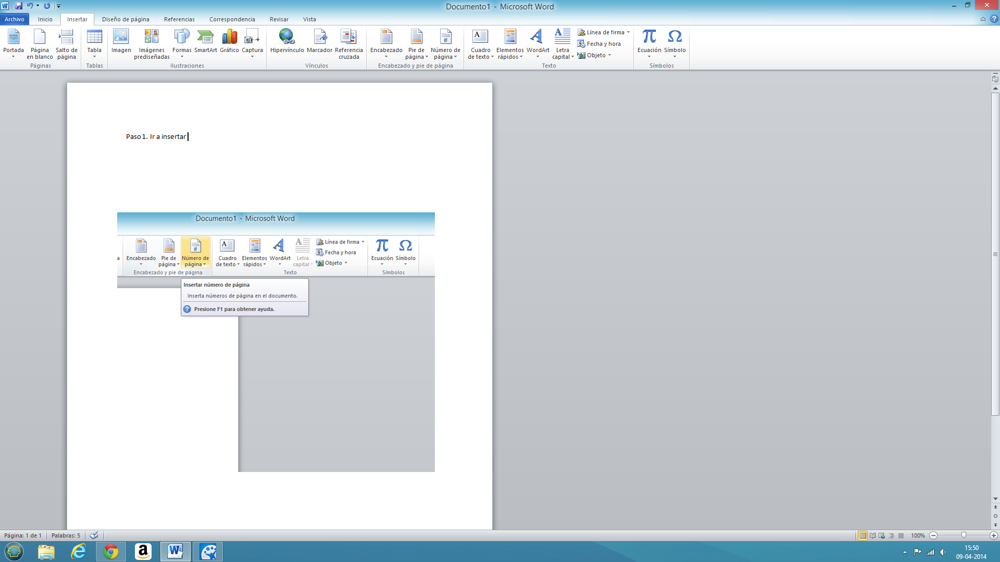 Documento1 - Microsoft Word
Archivo Inicio Insertar Diseño de página Referencias Correspondencia Revisar Vista
Portada
Página en blanco
Salto de página
Páginas
Tabla
Tablas
Imagen
Imágenes prediseñadas
Formas
SmartArt
Gráfico
Captura
Ilustraciones
Hipervínculo
Marcador
Referencia cruzada
Vínculos
Encabezado
Pie de página
Número de página
Encabezado y pie de página
Cuadro de texto
Elementos rápidos
WordArt
Letra capital
Línea de firma
Fecha y hora
Objeto
Texto
Ecuación
Símbolo
Símbolos
Paso 1. Ir a insertar
Documento1 - Microsoft Word
a
Encabezado
Pie de página
Número de página
Encabezado y pie de página
Cuadro de texto
Elementos rápidos
WordArt
Letra capital
Línea de firma
Fecha y hora
Objeto
Texto
Ecuación
Símbolo
Símbolos
Insertar número de página
Inserta números de página en el documento.
Presione F1 para obtener ayuda.
Página: 1 de 1 Palabras: 5 100%
15:50
09-04-2014